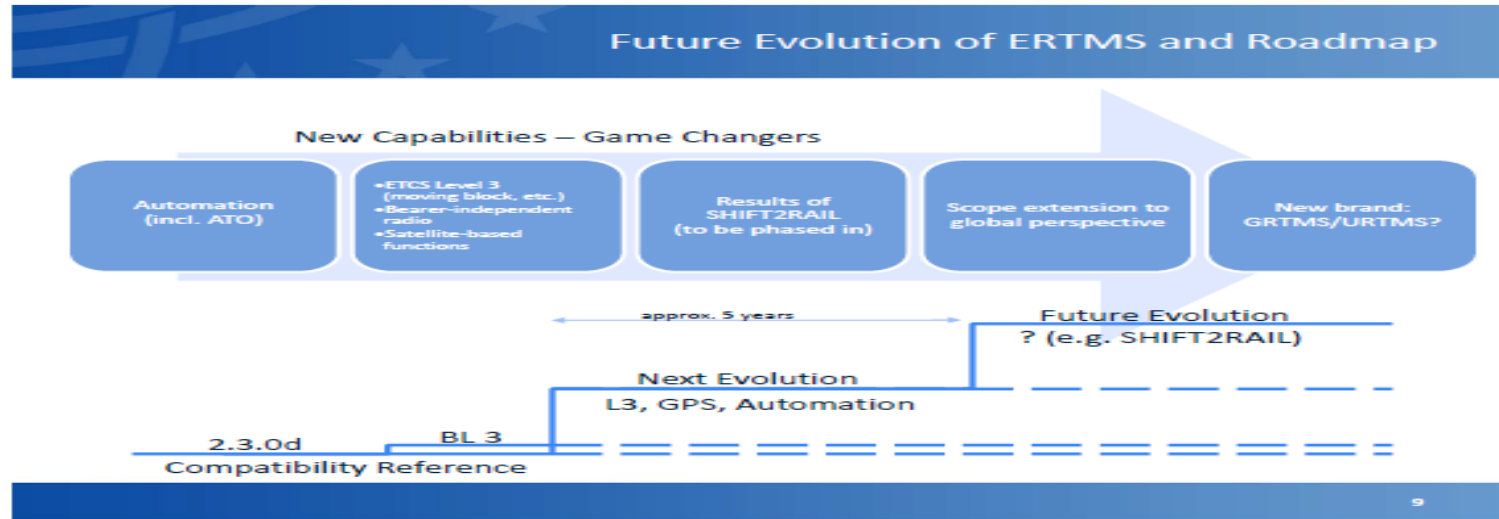 Future Evolution of ERTMS and Roadmap
New Capabilities – Game Changers
Automation
(incl. ATO)
•ETCS Level 3
(moving block, etc.)
•Bearer-independent
radio
•Satellite-based
functions
Results of
SHIFT2RAIL
(to be phased in)
Scope extension to
global perspective
New brand:
GRTMS/URTMS?
approx. 5 years
Future Evolution
? (e.g. SHIFT2RAIL)
Next Evolution
L3, GPS, Automation
2.3.0d
BL 3
Compatibility Reference
9